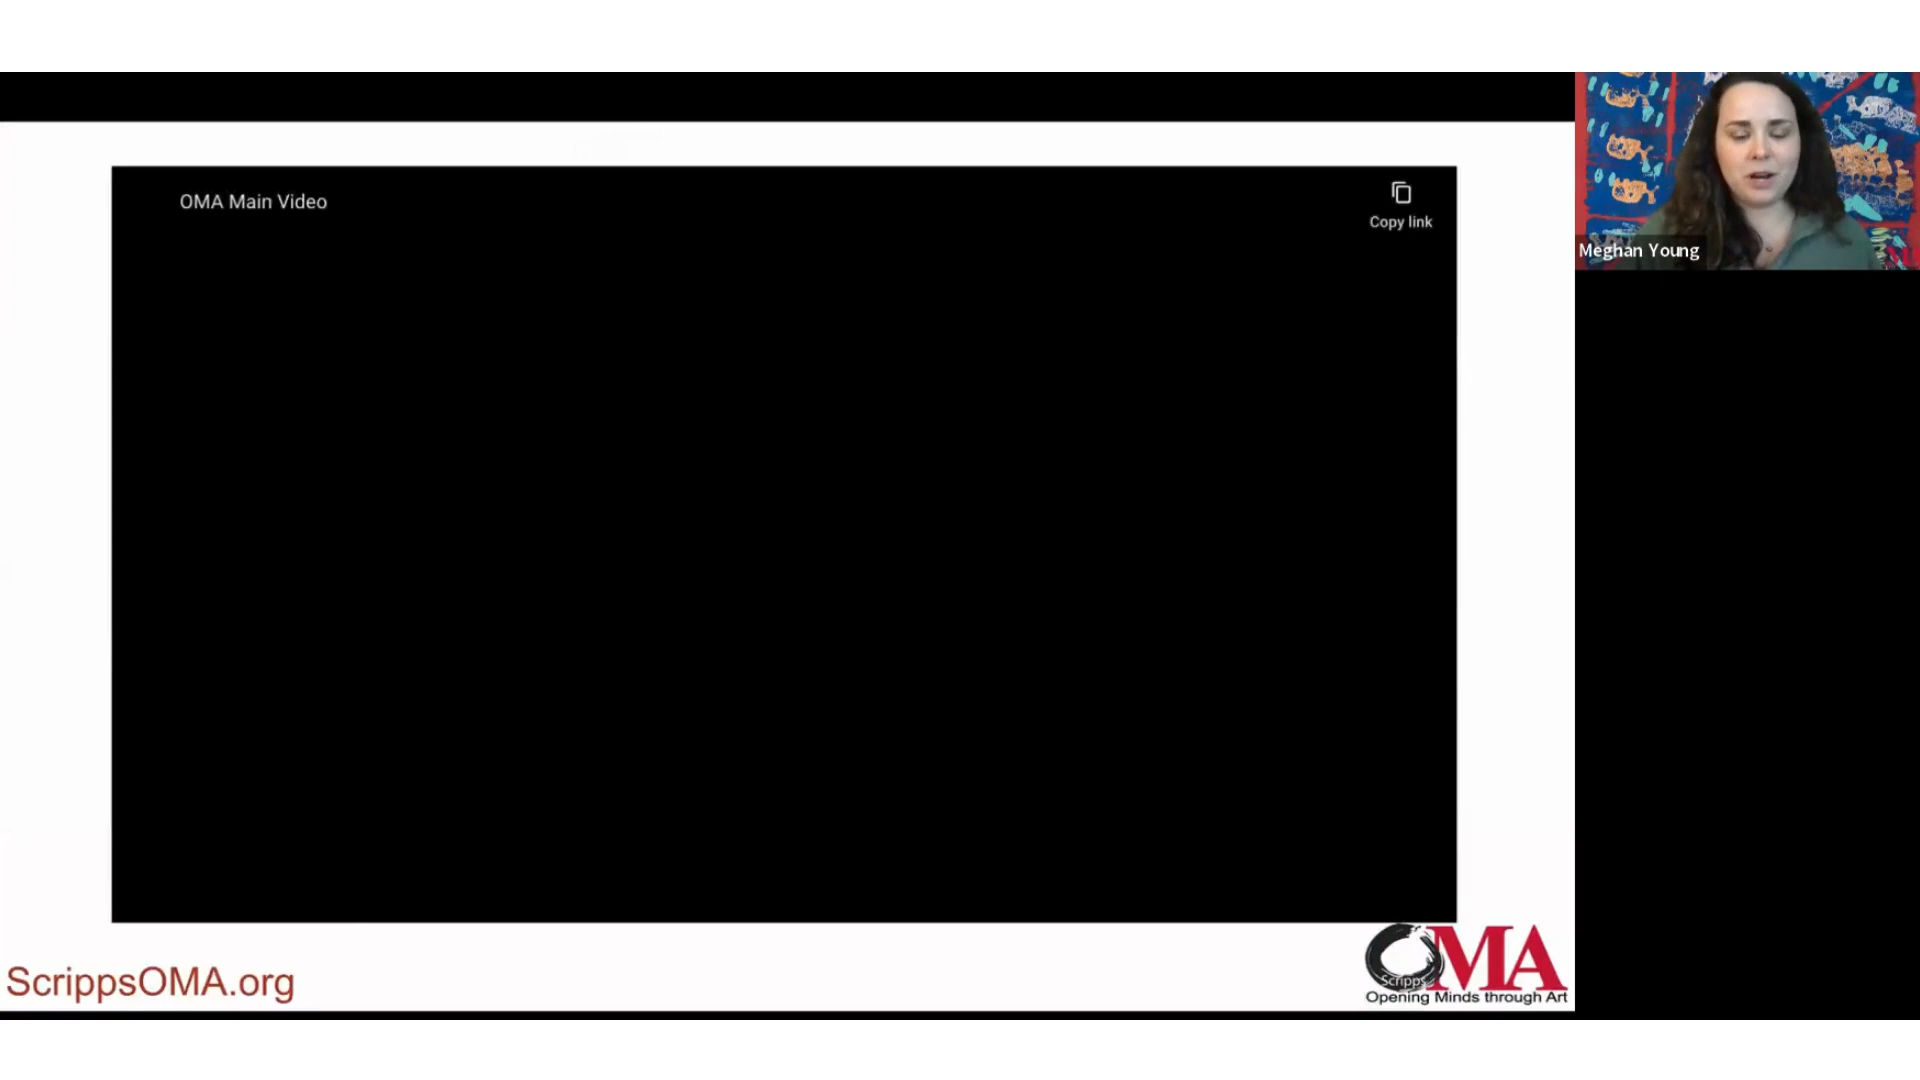 OMA Main Video
Copy link
Meghan Young
ScrippsOMA.org
OMA
Scripps
Opening Minds through Art